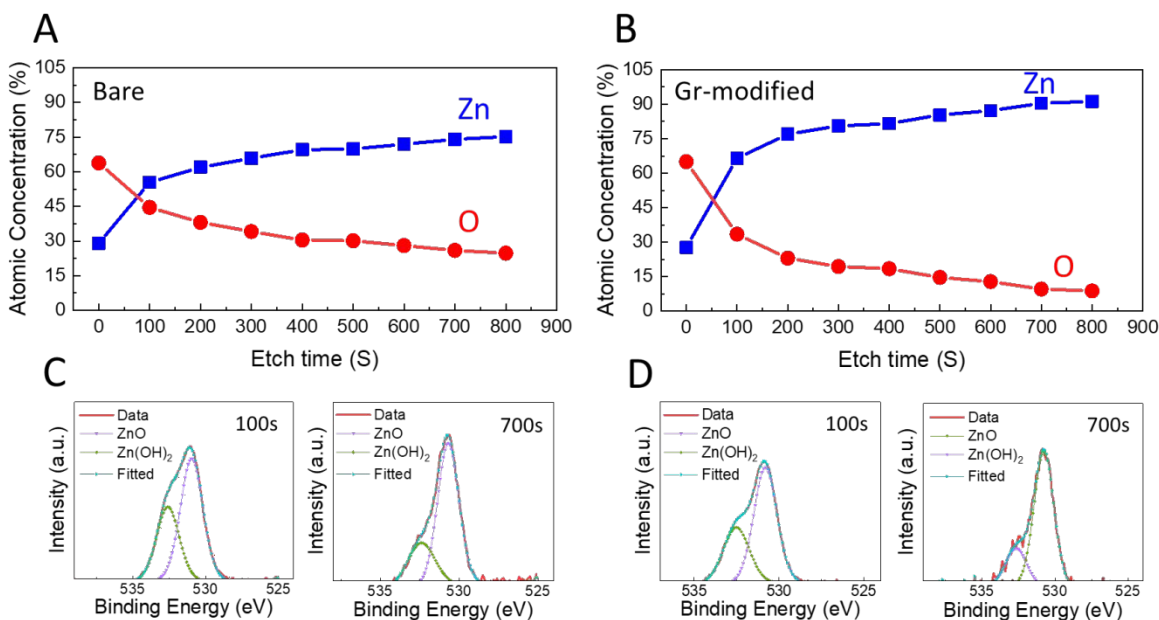 A
Bare
Zn
O
Atomic Concentration (%)
105
90
75
60
45
30
15
0
0 100 200 300 400 500 600 700 800 900
Etch time (S)
B
Gr-modified
Zn
O
Atomic Concentration (%)
105
90
75
60
45
30
15
0
0 100 200 300 400 500 600 700 800 900
Etch time (S)
C
Data
ZnO
Zn(OH)₂
Fitted
100s
Intensity (a.u.)
535 530 525
Binding Energy (eV)
Data
ZnO
Zn(OH)₂
Fitted
700s
Intensity (a.u.)
535 530 525
Binding Energy (eV)
D
Data
ZnO
Zn(OH)₂
Fitted
100s
Intensity (a.u.)
535 530 525
Binding Energy (eV)
Data
ZnO
Zn(OH)₂
Fitted
700s
Intensity (a.u.)
535 530 525
Binding Energy (eV)